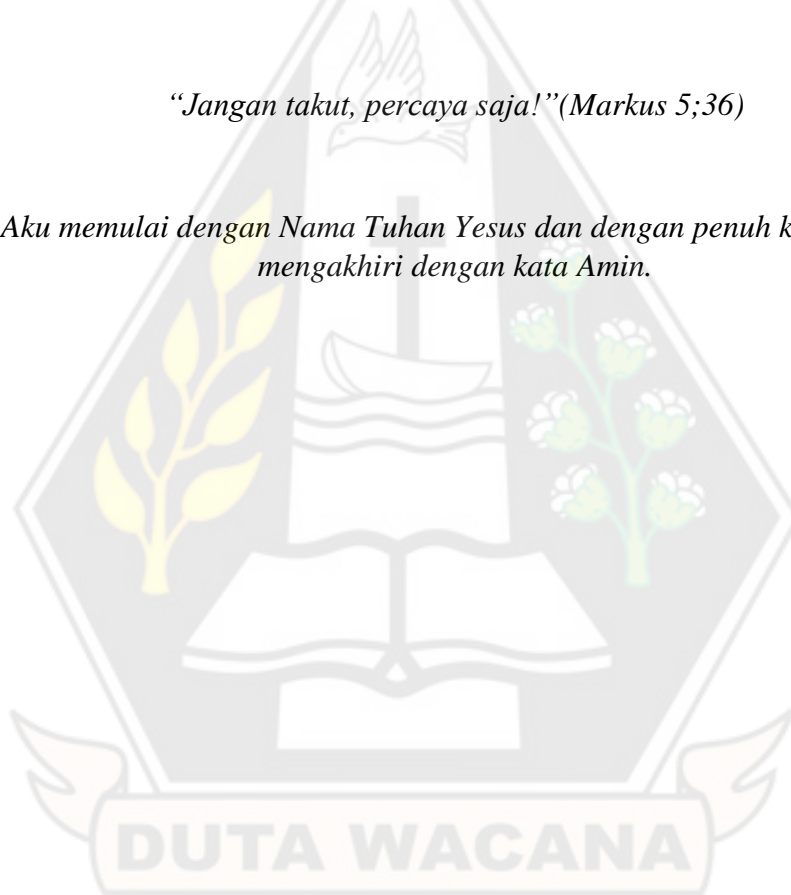 “Jangan takut, percaya saja!”(Markus 5;36)
Aku memulai dengan Nama Tuhan Yesus dan dengan penuh
mengakhiri dengan kata Amin.
DUTA WACANA